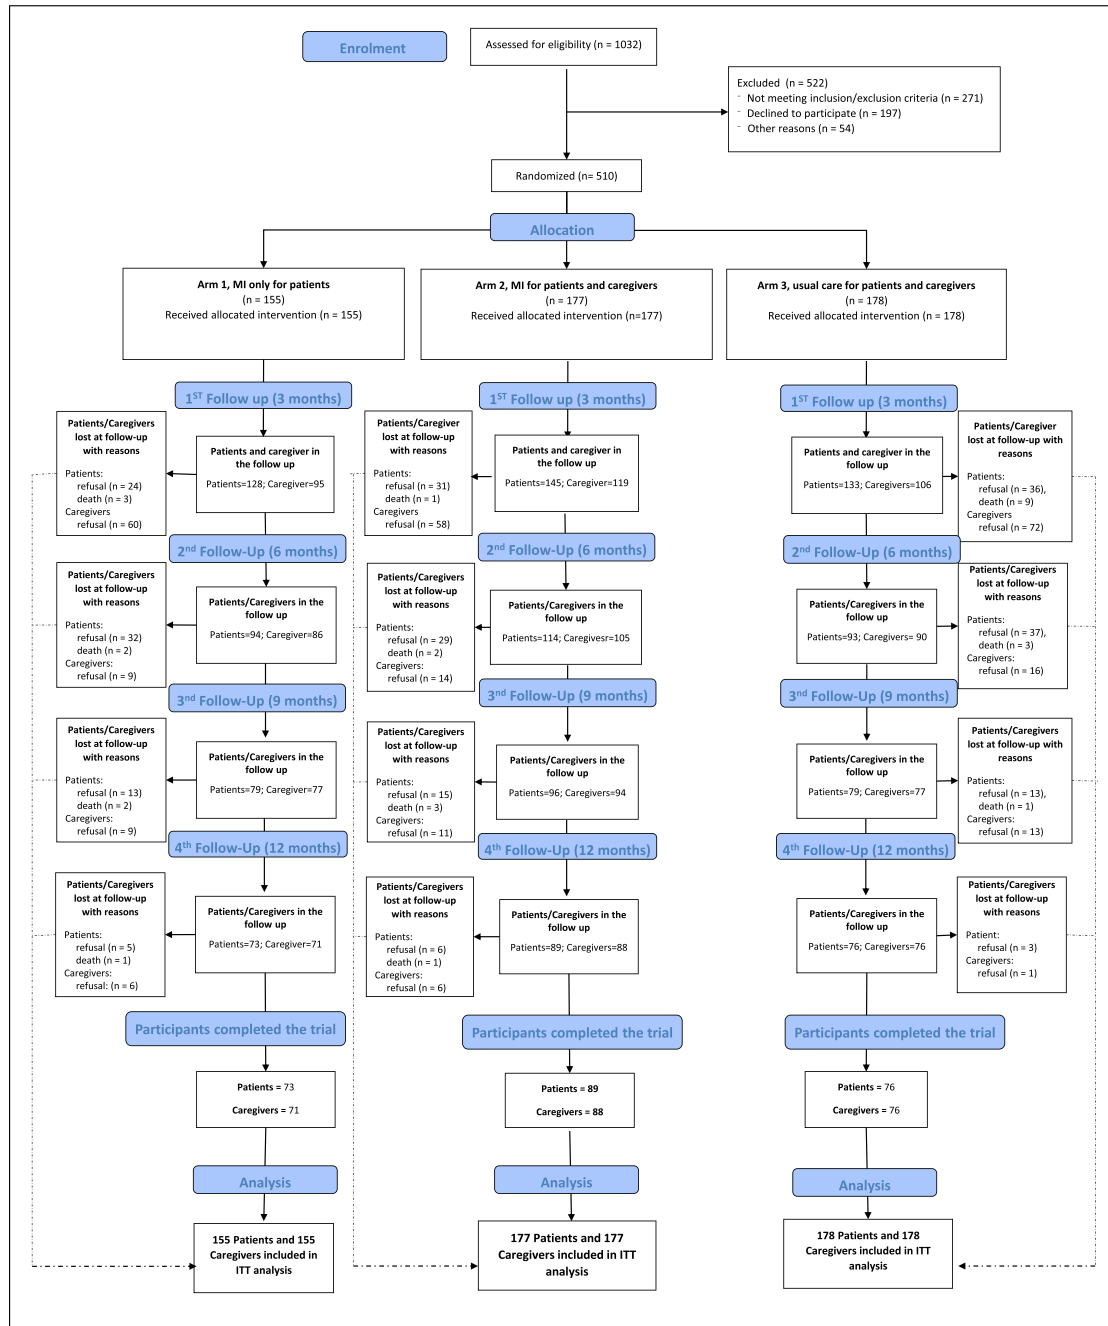 Enrolment
Assessed for eligibility (n = 1032)
Excluded (n = 522)
- Not meeting inclusion/exclusion criteria (n = 271)
- Declined to participate (n = 197)
- Other reasons (n = 54)
Randomized (n= 510)
Allocation
Arm 1, MI only for patients
(n = 155)
Received allocated intervention (n = 155)
Arm 2, MI for patients and caregivers
(n = 177)
Received allocated intervention (n=177)
Arm 3, usual care for patients and caregivers
(n = 178)
Received allocated intervention (n = 178)
1ST Follow up (3 months)
1ST Follow up (3 months)
1ST Follow up (3 months)
Patients/Caregivers
lost at follow-up
with reasons
Patients:
refusal (n = 24)
death (n = 3)
Caregivers
refusal (n = 60)
Patients and caregiver in
the follow up
Patients=128; Caregiver=95
Patients/Caregiver
lost at follow-up
with reasons
Patients:
refusal (n = 31)
death (n = 1)
Caregivers
refusal (n = 58)
Patients and caregiver in
the follow up
Patients=145; Caregiver=119
Patients and caregiver in the
follow up
Patients=133; Caregivers=106
Patients/Caregiver
lost at follow-up with
reasons
Patients:
refusal (n = 36),
death (n = 9)
Caregivers
refusal (n = 72)
2nd Follow-Up (6 months)
2nd Follow-Up (6 months)
2nd Follow-Up (6 months)
Patients/Caregivers
lost at follow-up
with reasons
Patients:
refusal (n = 32)
death (n = 2)
Caregivers:
refusal (n = 9)
Patients/Caregivers in the
follow up
Patients=94; Caregiver=86
Patients/Caregivers
lost at follow-up
with reasons
Patients:
refusal (n = 29)
death (n = 2)
Caregivers:
refusal (n = 14)
Patients/Caregivers in the
follow up
Patients=114; Caregivesr=105
Patients/Caregivers in the
follow up
Patients=93; Caregivers= 90
Patients/Caregivers
lost at follow-up
with reasons
Patients:
refusal (n = 37),
death (n = 3)
Caregivers:
refusal (n = 16)
3nd Follow-Up (9 months)
3nd Follow-Up (9 months)
3nd Follow-Up (9 months)
Patients/Caregivers
lost at follow-up
with reasons
Patients:
refusal (n = 13)
death (n = 2)
Caregivers:
refusal (n = 9)
Patients/Caregivers in the
follow up
Patients=79; Caregiver=77
Patients/Caregivers
lost at follow-up
with reasons
Patients:
refusal (n = 15)
death (n = 3)
Caregivers:
refusal (n = 11)
Patients/Caregivers in the
follow up
Patients=96; Caregivers=94
Patients/Caregivers in the
follow up
Patients=79; Caregivers=77
Patients/Caregivers
lost at follow-up with
reasons
Patients:
refusal (n = 13),
death (n = 1)
Caregivers:
refusal (n = 13)
4th Follow-Up (12 months)
4th Follow-Up (12 months)
4th Follow-Up (12 months)
Patients/Caregivers
lost at follow-up
with reasons
Patients:
refusal (n = 5)
death (n = 1)
Caregivers:
refusal: (n = 6)
Patients/Caregivers in the
follow up
Patients=73; Caregiver=71
Patients/Caregivers
lost at follow-up
with reasons
Patients:
refusal (n = 6)
death (n = 1)
Caregivers:
refusal (n = 6)
Patients/Caregivers in the
follow up
Patients=89; Caregivers=88
Patients/Caregivers in the
follow up
Patients=76; Caregivers=76
Patients/Caregivers
lost at follow-up
with reasons
Patient:
refusal (n = 3)
Caregivers:
refusal (n = 1)
Participants completed the trial
Participants completed the trial
Participants completed the trial
Patients = 73
Caregivers = 71
Patients = 89
Caregivers = 88
Patients = 76
Caregivers = 76
Analysis
Analysis
Analysis
155 Patients and 155
Caregivers included in
ITT analysis
177 Patients and 177
Caregivers included in ITT
analysis
178 Patients and 178
Caregivers included in ITT
analysis